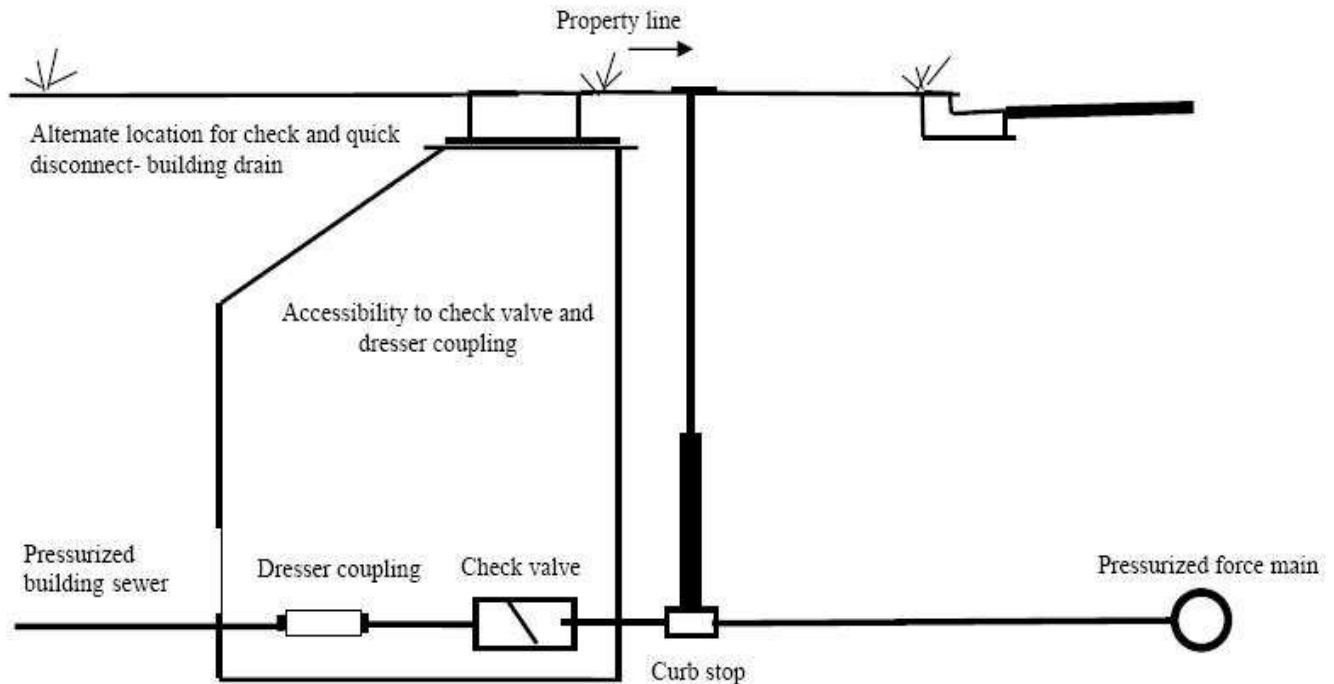 Property line
Alternate location for check and quick
disconnect- building drain
Accessibility to check valve and
dresser coupling
Pressurized
building sewer
Dresser coupling
Check valve
Pressurized force main
Curb stop